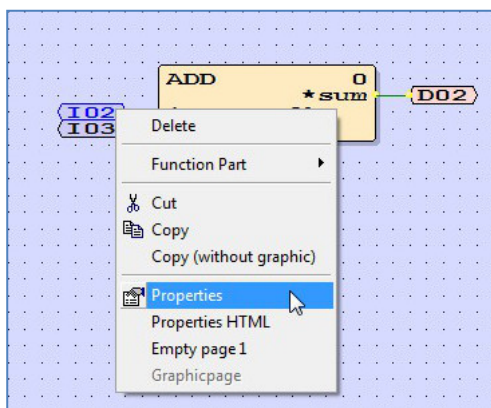 ADD 0
*sum
D02
I02
I03
Delete
Function Part
Cut
Copy
Copy (without graphic)
Properties
Properties HTML
Empty page 1
Graphicpage